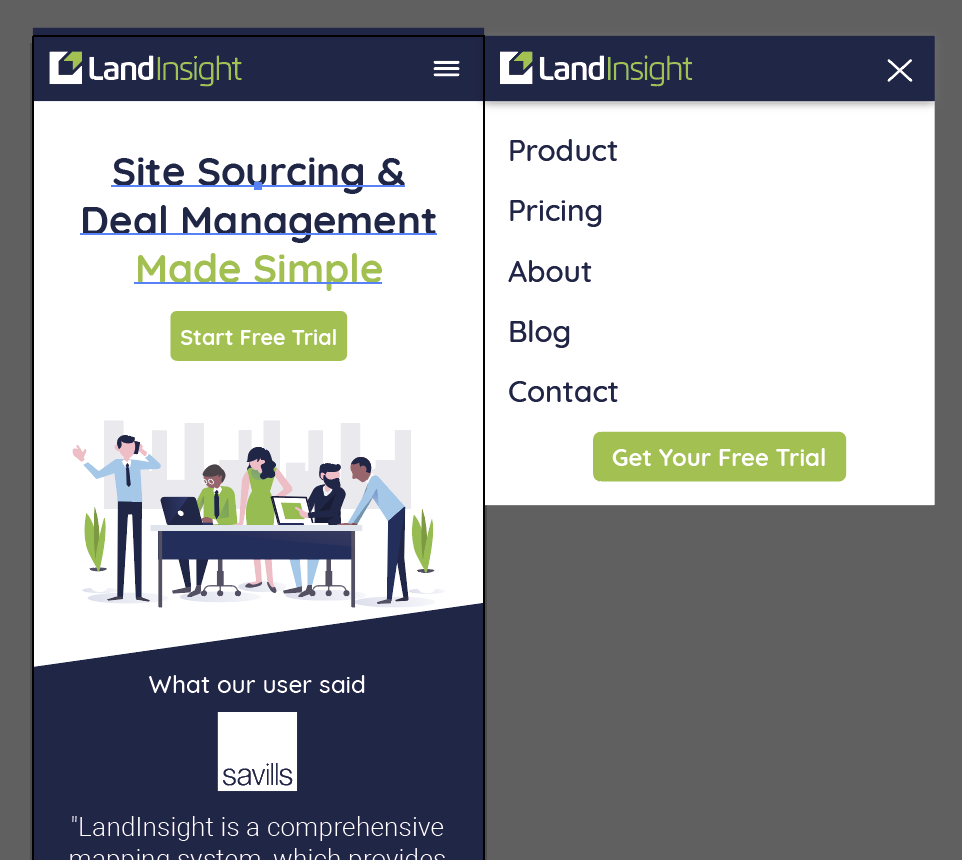 LandInsight
Site Sourcing &
Deal Management
Made Simple
Start Free Trial
What our user said
savills
"LandInsight is a comprehensive
mapping system, which provides
LandInsight
Product
Pricing
About
Blog
Contact
Get Your Free Trial